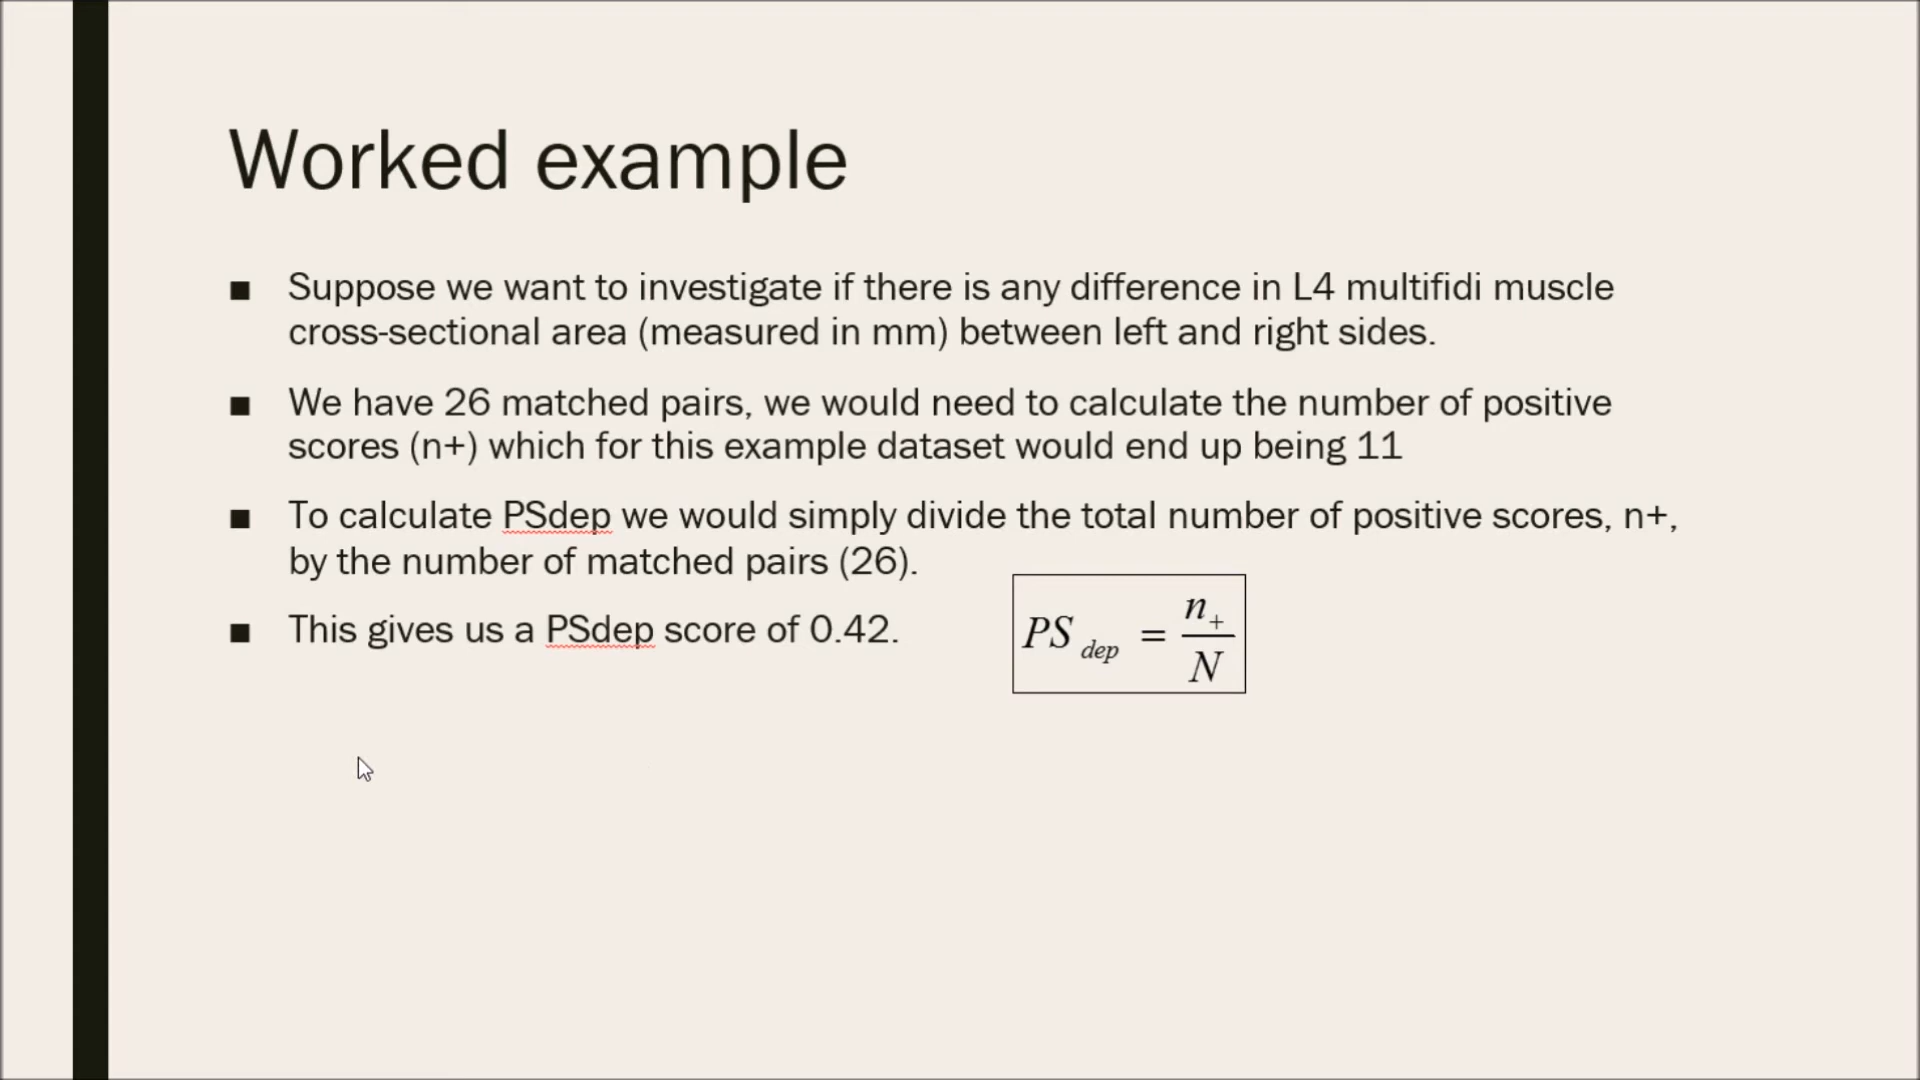 Worked example
■ Suppose we want to investigate if there is any difference in L4 multifidi muscle
cross-sectional area (measured in mm) between left and right sides.
■ We have 26 matched pairs, we would need to calculate the number of positive
scores (n+) which for this example dataset would end up being 11
■ To calculate PSdep we would simply divide the total number of positive scores, n+,
by the number of matched pairs (26).
■ This gives us a PSdep score of 0.42.
PS dep = n+ / N